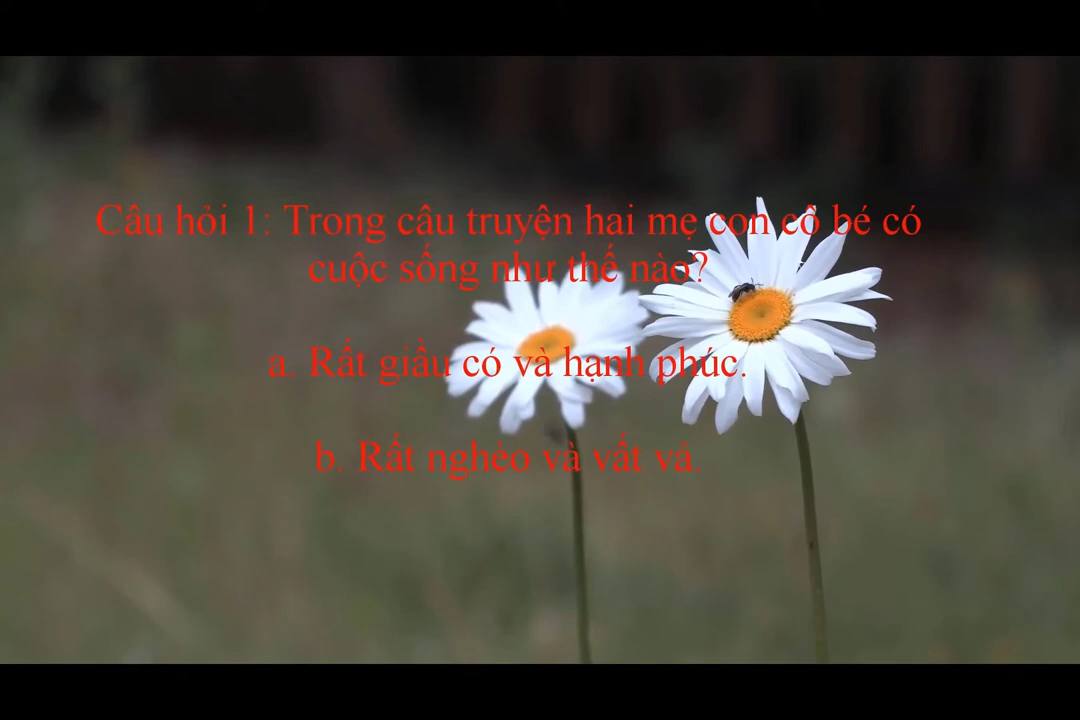 Câu hỏi 1: Trong câu truyện hai mẹ con cô bé có
cuộc sống như thế nào?
a. Rất giầu có và hạnh phúc.
b. Rất nghèo và vất vả.